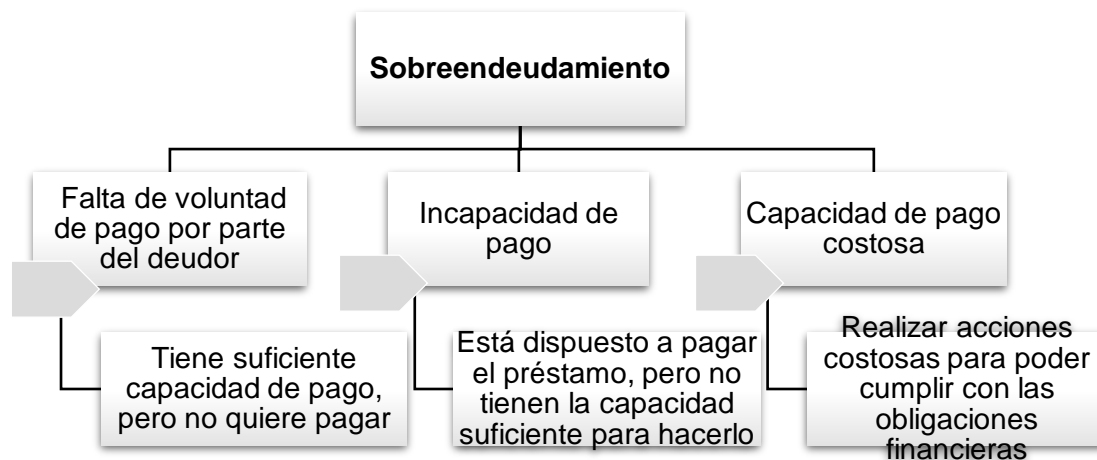 Sobreendeudamiento
Falta de voluntad
de pago por parte
del deudor
Incapacidad de
pago
Capacidad de pago
costosa
Tiene suficiente
capacidad de pago,
pero no quiere pagar
Está dispuesto a pagar
el préstamo, pero no
tienen la capacidad
suficiente para hacerlo
Realizar acciones
costosas para poder
cumplir con las
obligaciones
financieras